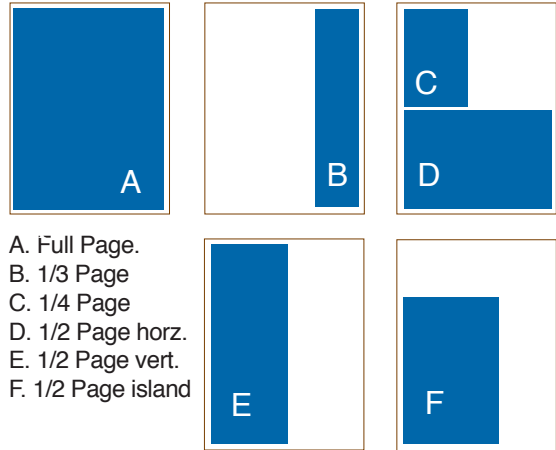 A
B
C
D
A. Full Page.
B. 1/3 Page
C. 1/4 Page
D. 1/2 Page horz.
E. 1/2 Page vert.
F. 1/2 Page island
E
F